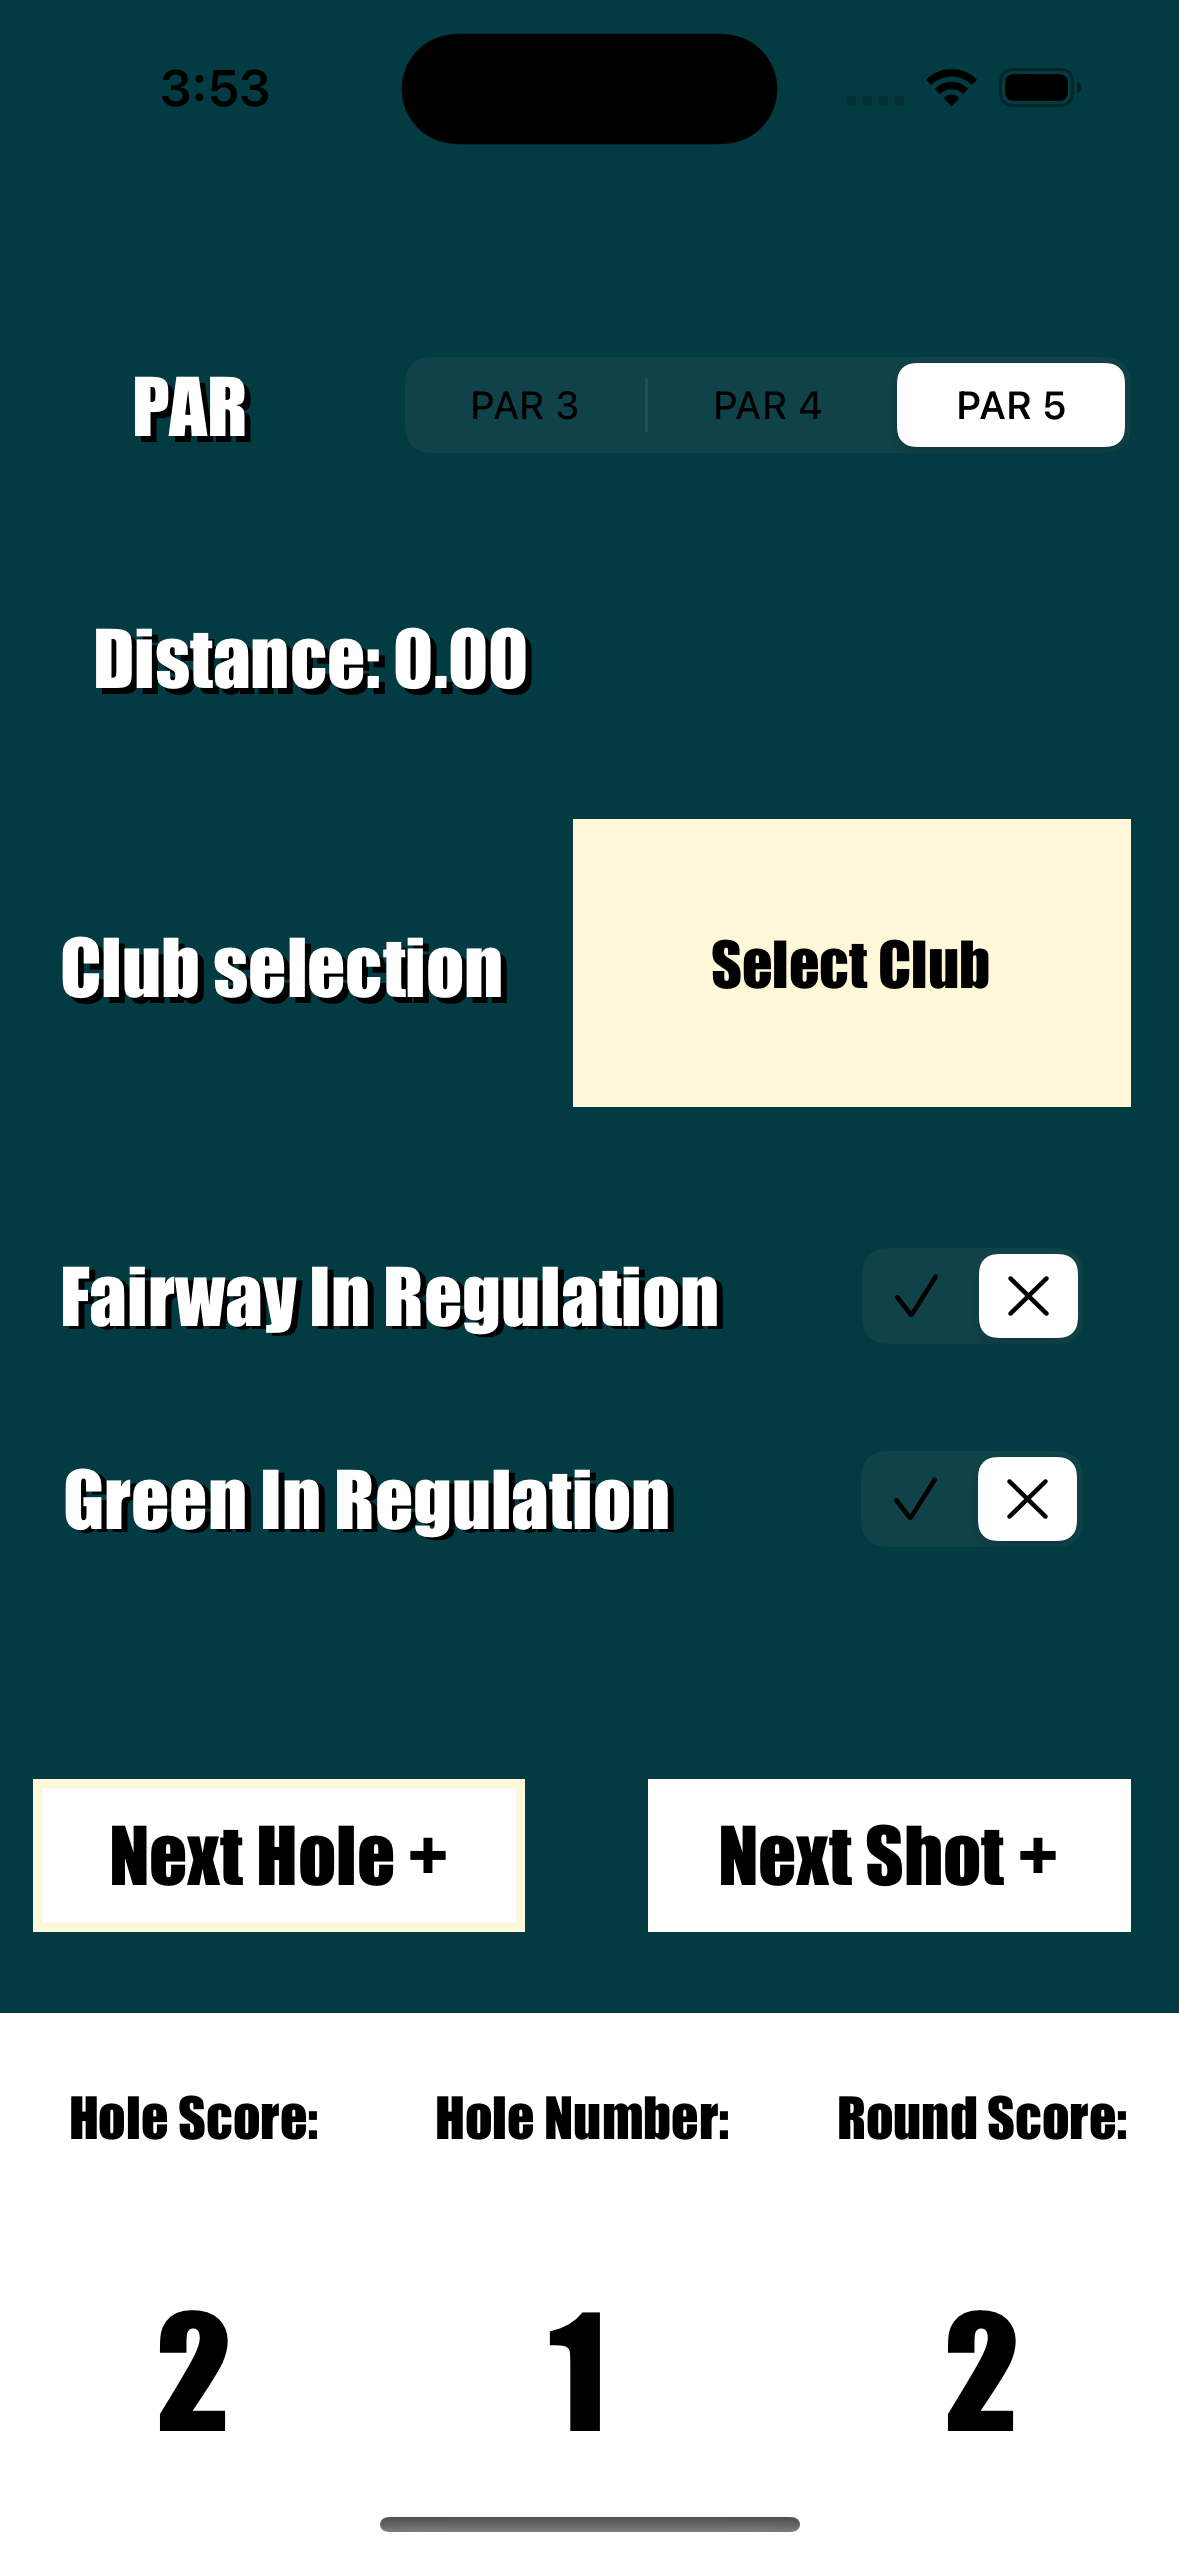 3:53
PAR
PAR 3
PAR 4
PAR 5
Distance: 0.00
Club selection
Select Club
Fairway In Regulation
Green In Regulation
Next Hole +
Next Shot +
Hole Score:
Hole Number:
Round Score:
2
1
2